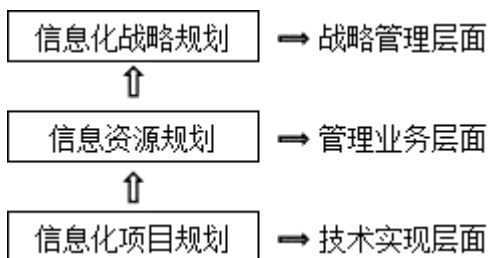 信息化战略规划 ⇒ 战略管理层面
⇑
信息资源规划 ⇒ 管理业务层面
⇑
信息化项目规划 ⇒ 技术实现层面